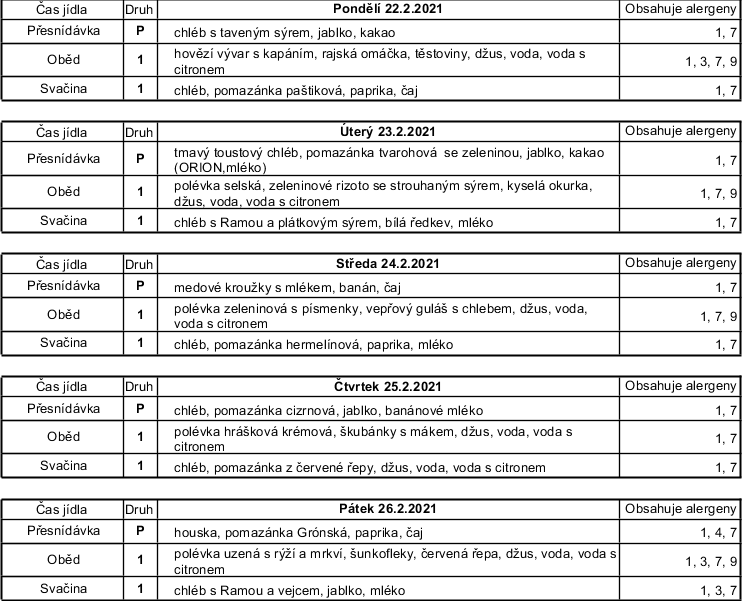 Čas jídla Druh Pondělí 22.2.2021 Obsahuje alergeny
Přesnídávka P chléb s taveným sýrem, jablko, kakao 1, 7
Oběd 1 hovězí vývar s kapáním, rajská omáčka, těstoviny, džus, voda, voda s 1, 3, 7, 9
citronem
Svačina 1 chléb, pomazánka paštiková, paprika, čaj 1, 7
Čas jídla Druh Úterý 23.2.2021 Obsahuje alergeny
Přesnídávka P tmavý toustový chléb, pomazánka tvarohová se zeleninou, jablko, kakao 1, 7
(ORION,mléko)
Oběd 1 polévka selská, zeleninové rizoto se strouhaným sýrem, kyselá okurka, 1, 7, 9
džus, voda, voda s citronem
Svačina 1 chléb s Ramou a plátkovým sýrem, bílá ředkev, mléko 1, 7
Čas jídla Druh Středa 24.2.2021 Obsahuje alergeny
Přesnídávka P medové kroužky s mlékem, banán, čaj 1, 7
Oběd 1 polévka zeleninová s písmenky, vepřový guláš s chlebem, džus, voda, 1, 7, 9
voda s citronem
Svačina 1 chléb, pomazánka hermelínová, paprika, mléko 1, 7
Čas jídla Druh Čtvrtek 25.2.2021 Obsahuje alergeny
Přesnídávka P chléb, pomazánka cizrnová, jablko, banánové mléko 1, 7
Oběd 1 polévka hrášková krémová, škubánky s mákem, džus, voda, voda s 1, 7
citronem
Svačina 1 chléb, pomazánka z červené řepy, džus, voda, voda s citronem 1, 7
Čas jídla Druh Pátek 26.2.2021 Obsahuje alergeny
Přesnídávka P houska, pomazánka Grónská, paprika, čaj 1, 4, 7
Oběd 1 polévka uzená s rýží a mrkví, šunkofleky, červená řepa, džus, voda, voda s 1, 3, 7, 9
citronem
Svačina 1 chléb s Ramou a vejcem, jablko, mléko 1, 3, 7